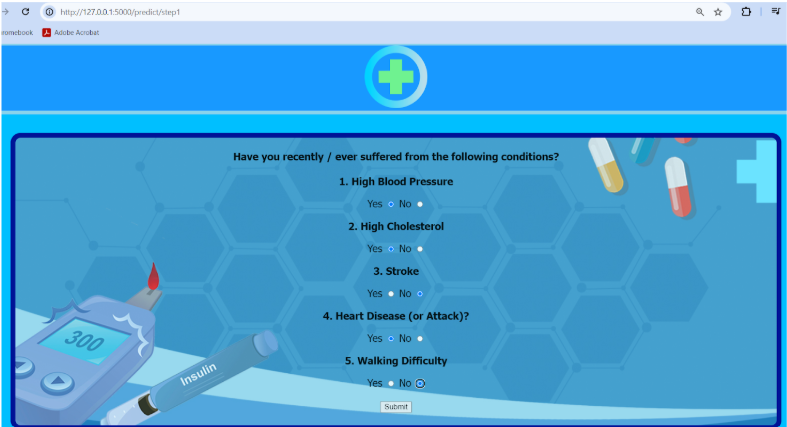 http://127.0.0.1:5000/predict/step1
romebook Adobe Acrobat
Have you recently / ever suffered from the following conditions?
1. High Blood Pressure
Yes No
2. High Cholesterol
Yes No
3. Stroke
Yes No
4. Heart Disease (or Attack)?
Yes No
300
5. Walking Difficulty
Insulin
Yes No
Submit